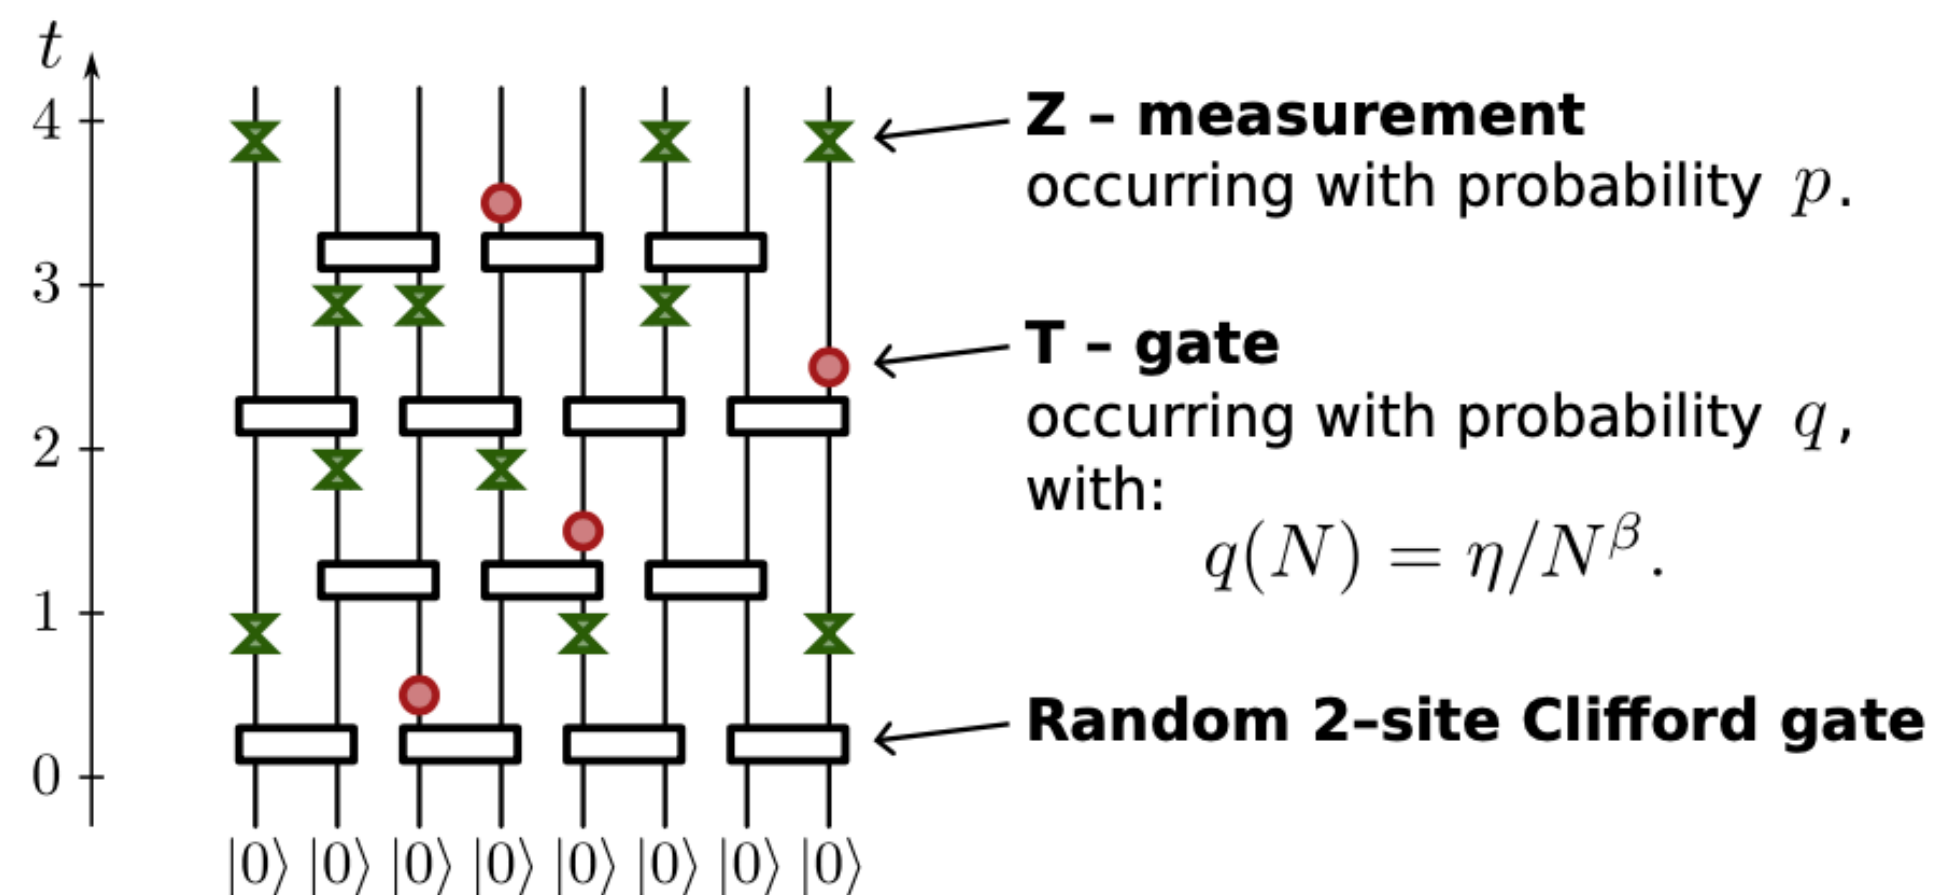 t
4
3
2
1
0
|0⟩ |0⟩ |0⟩ |0⟩ |0⟩ |0⟩ |0⟩ |0⟩
Z – measurement
occurring with probability p.
T – gate
occurring with probability q,
with:
q(N) = η/N^β.
Random 2–site Clifford gate